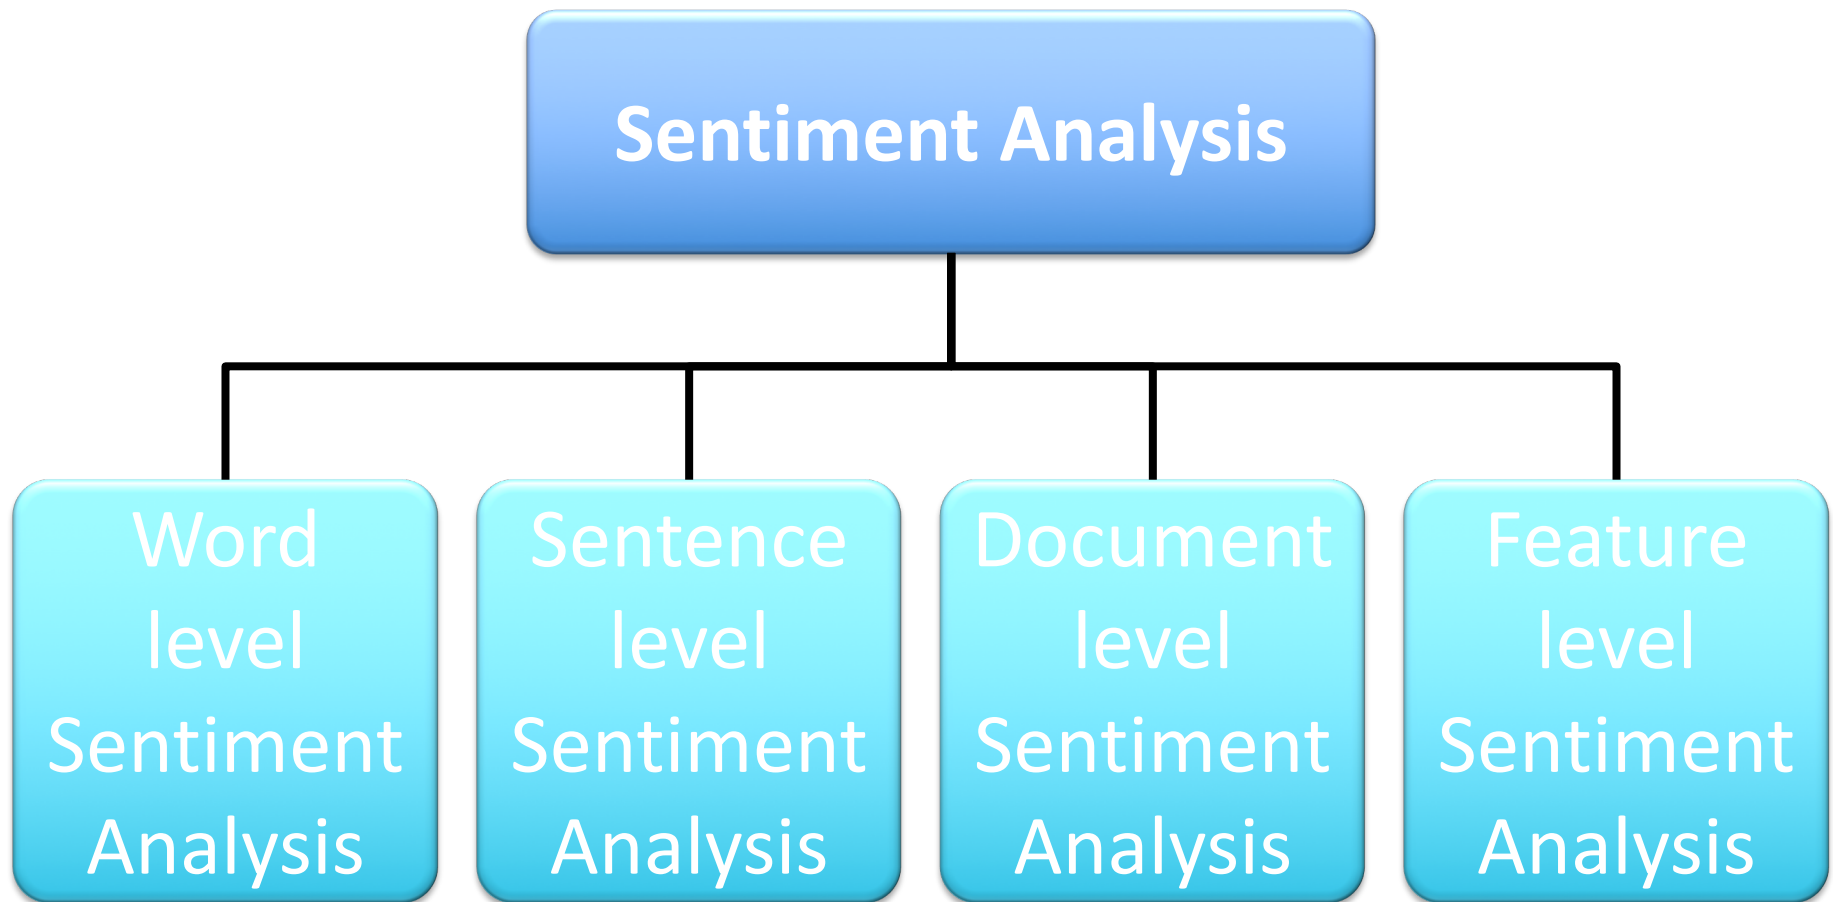 Sentiment Analysis
Word
level
Sentiment
Analysis
Sentence
level
Sentiment
Analysis
Document
level
Sentiment
Analysis
Feature
level
Sentiment
Analysis